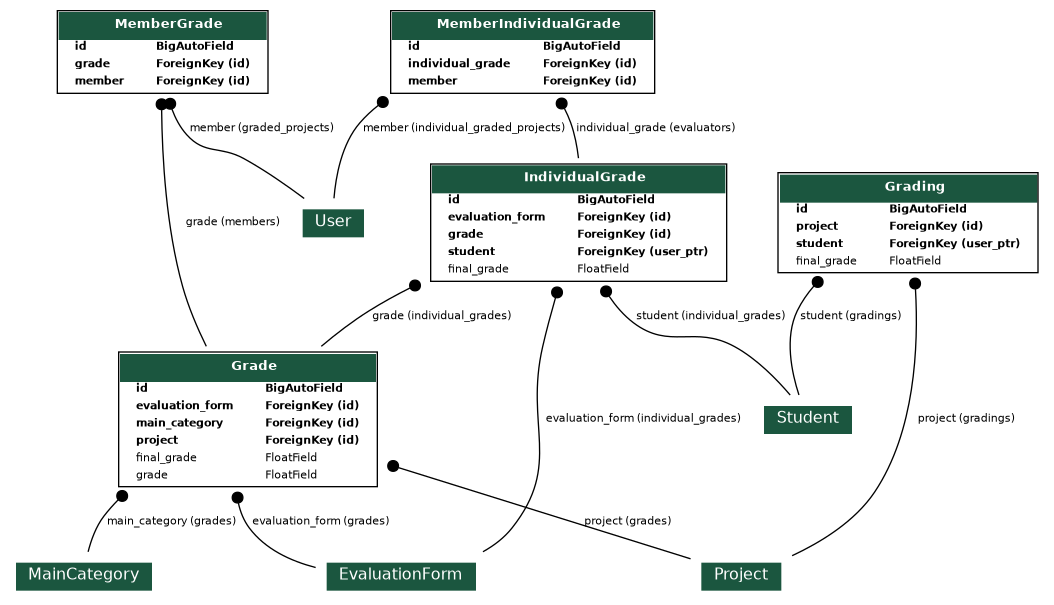 MemberGrade
id BigAutoField
grade ForeignKey (id)
member ForeignKey (id)
MemberIndividualGrade
id BigAutoField
individual_grade ForeignKey (id)
member ForeignKey (id)
member (graded_projects)
member (individual_graded_projects)
individual_grade (evaluators)
IndividualGrade
id BigAutoField
evaluation_form ForeignKey (id)
grade ForeignKey (id)
student ForeignKey (user_ptr)
final_grade FloatField
Grading
id BigAutoField
project ForeignKey (id)
student ForeignKey (user_ptr)
final_grade FloatField
User
grade (members)
grade (individual_grades)
student (individual_grades)
student (gradings)
Grade
id BigAutoField
evaluation_form ForeignKey (id)
main_category ForeignKey (id)
project ForeignKey (id)
final_grade FloatField
grade FloatField
evaluation_form (individual_grades)
Student
project (gradings)
main_category (grades)
evaluation_form (grades)
project (grades)
MainCategory
EvaluationForm
Project